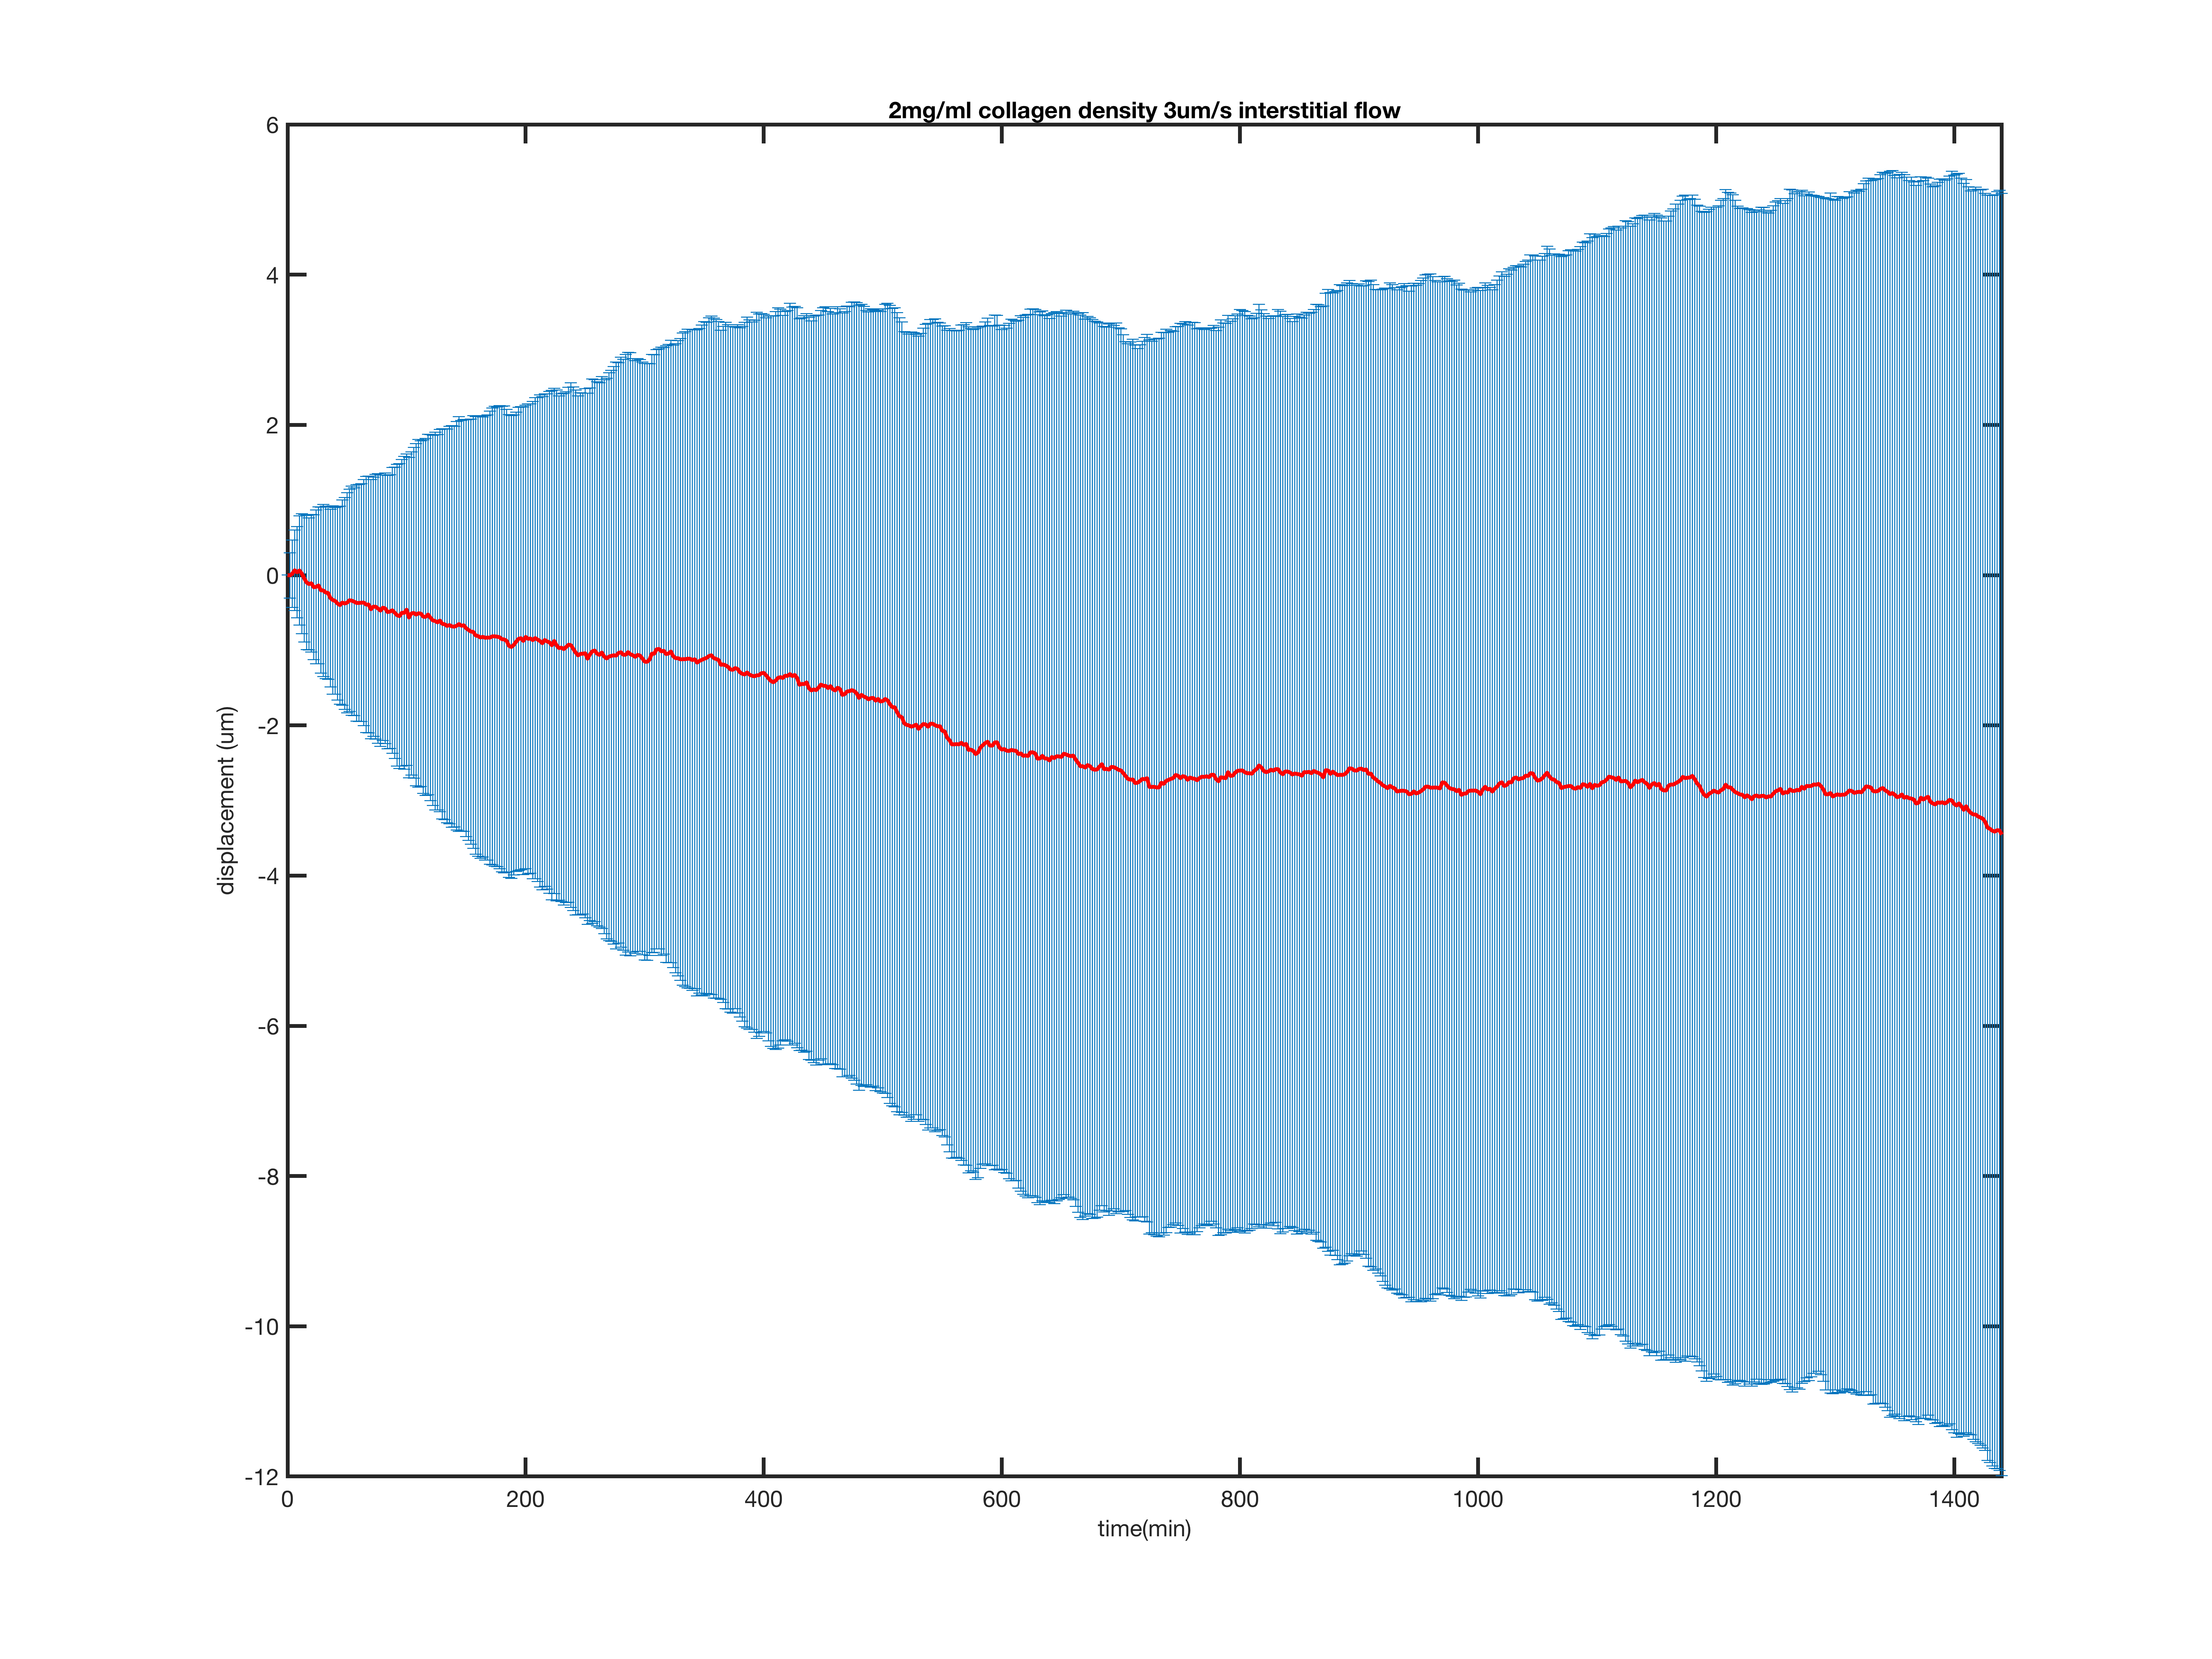 2mg/ml collagen density 3um/s interstitial flow
6
4
2
0
-2
-4
-6
-8
-10
-12
displacement (um)
0 200 400 600 800 1000 1200 1400
time(min)